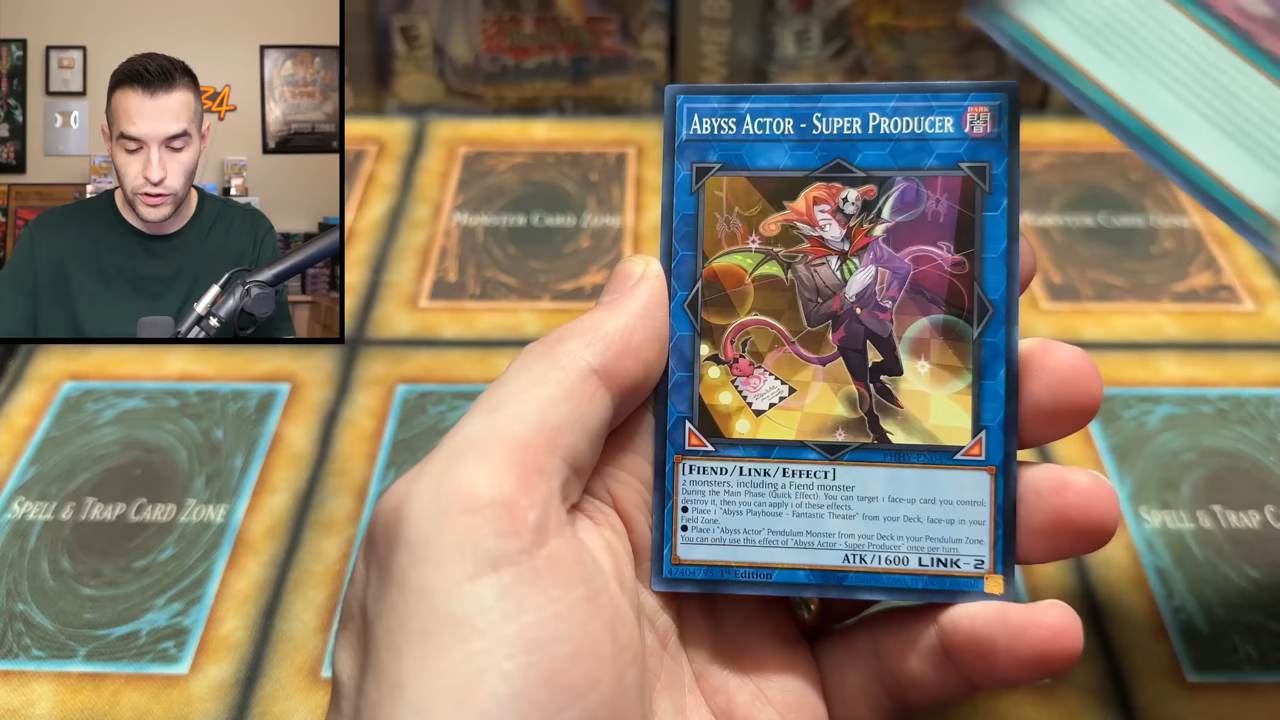 34
ABYSS ACTOR - SUPER PRODUCER
DARK
闇
MONSTER CARD ZONE
[FIEND/LINK/EFFECT]
2 monsters, including a Fiend monster
During the Main Phase (Quick Effect): You can target 1 face-up card you control;
destroy it, then you can apply 1 of these effects.
● Place 1 "Abyss Playhouse - Fantastic Theater" from your Deck, face-up in your
Field Zone.
● Place 1 "Abyss Actor" Pendulum Monster from your Deck in your Pendulum Zone.
You can only use this effect of "Abyss Actor - Super Producer" once per turn.
ATK/1600 LINK-2
47404795 1st Edition
SPELL & TRAP CARD ZONE
SPELL & TRAP